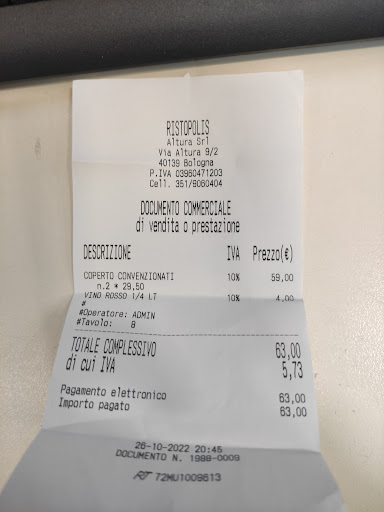 RISTOPOLIS
Altura Srl
Via Altura 9/2
40139 Bologna
P.IVA 03960471203
Cell. 351/9060404
DOCUMENTO COMMERCIALE
di vendita o prestazione
DESCRIZIONE IVA Prezzo(€)
COPERTO CONVENZIONATI 10% 59,00
n.2 * 29,50
VINO ROSSO 1/4 LT 10% 4,00
#
#Operatore: ADMIN
#Tavolo: 8
TOTALE COMPLESSIVO 63,00
di cui IVA 5,73
Pagamento elettronico 63,00
Importo pagato 63,00
26-10-2022 20:45
DOCUMENTO N. 1988-0009
RT 72MU1009613